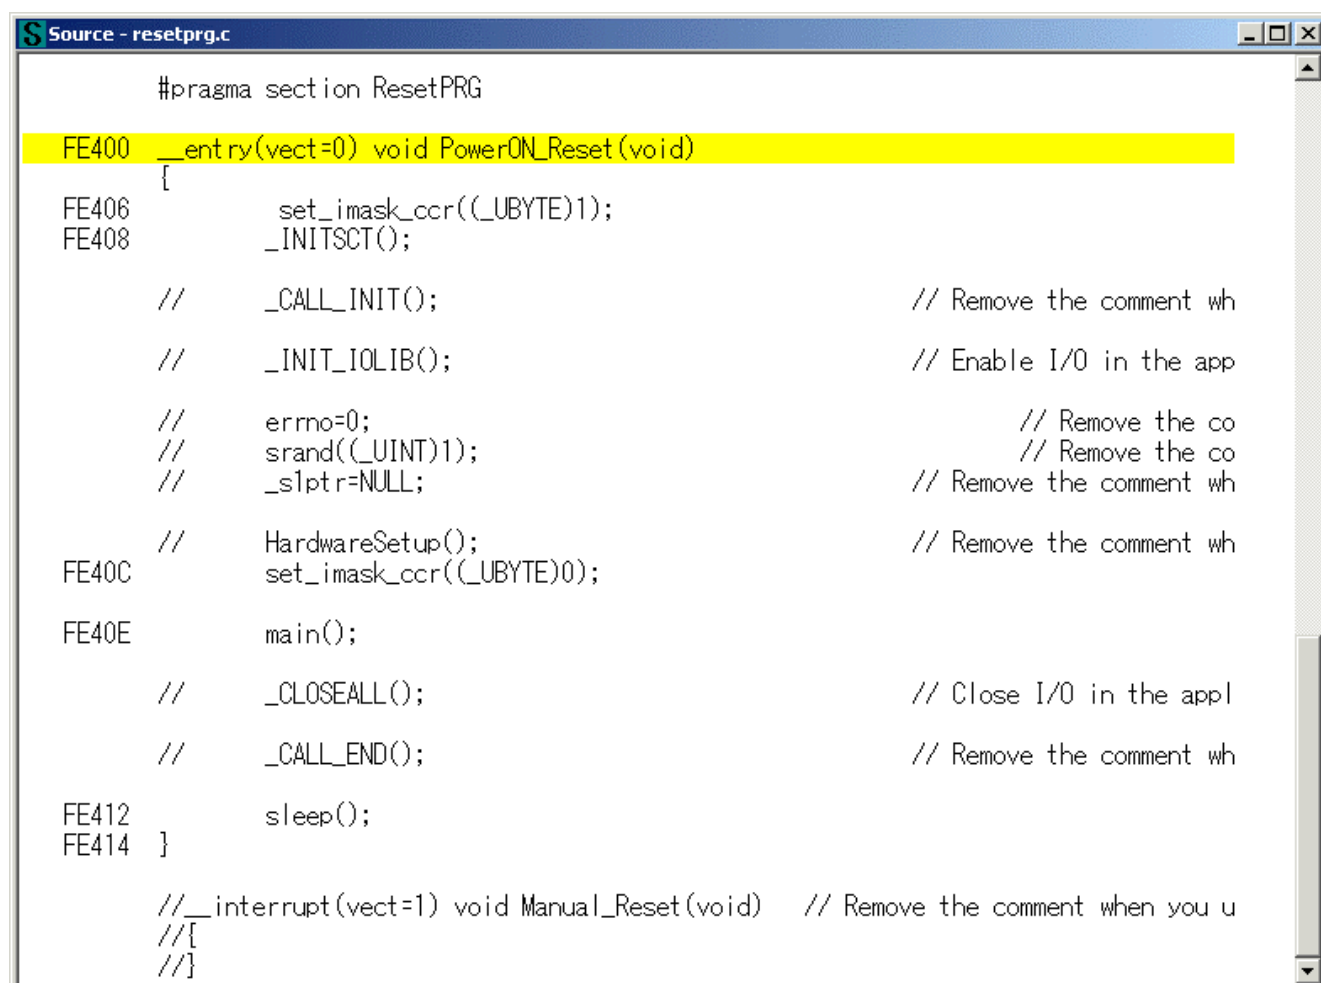 S Source - resetprg.c
#pragma section ResetPRG
FE400 __entry(vect=0) void PowerON_Reset(void)
{
FE406 set_imask_ccr((_UBYTE)1);
FE408 _INITSCT();
// _CALL_INIT(); // Remove the comment wh
// _INIT_IOLIB(); // Enable I/O in the app
// errno=0; // Remove the co
// srand((_UINT)1); // Remove the co
// _s1ptr=NULL; // Remove the comment wh
// HardwareSetup(); // Remove the comment wh
FE40C set_imask_ccr((_UBYTE)0);
FE40E main();
// _CLOSEALL(); // Close I/O in the appl
// _CALL_END(); // Remove the comment wh
FE412 sleep();
FE414 }
//__interrupt(vect=1) void Manual_Reset(void) // Remove the comment when you u
//{
//}